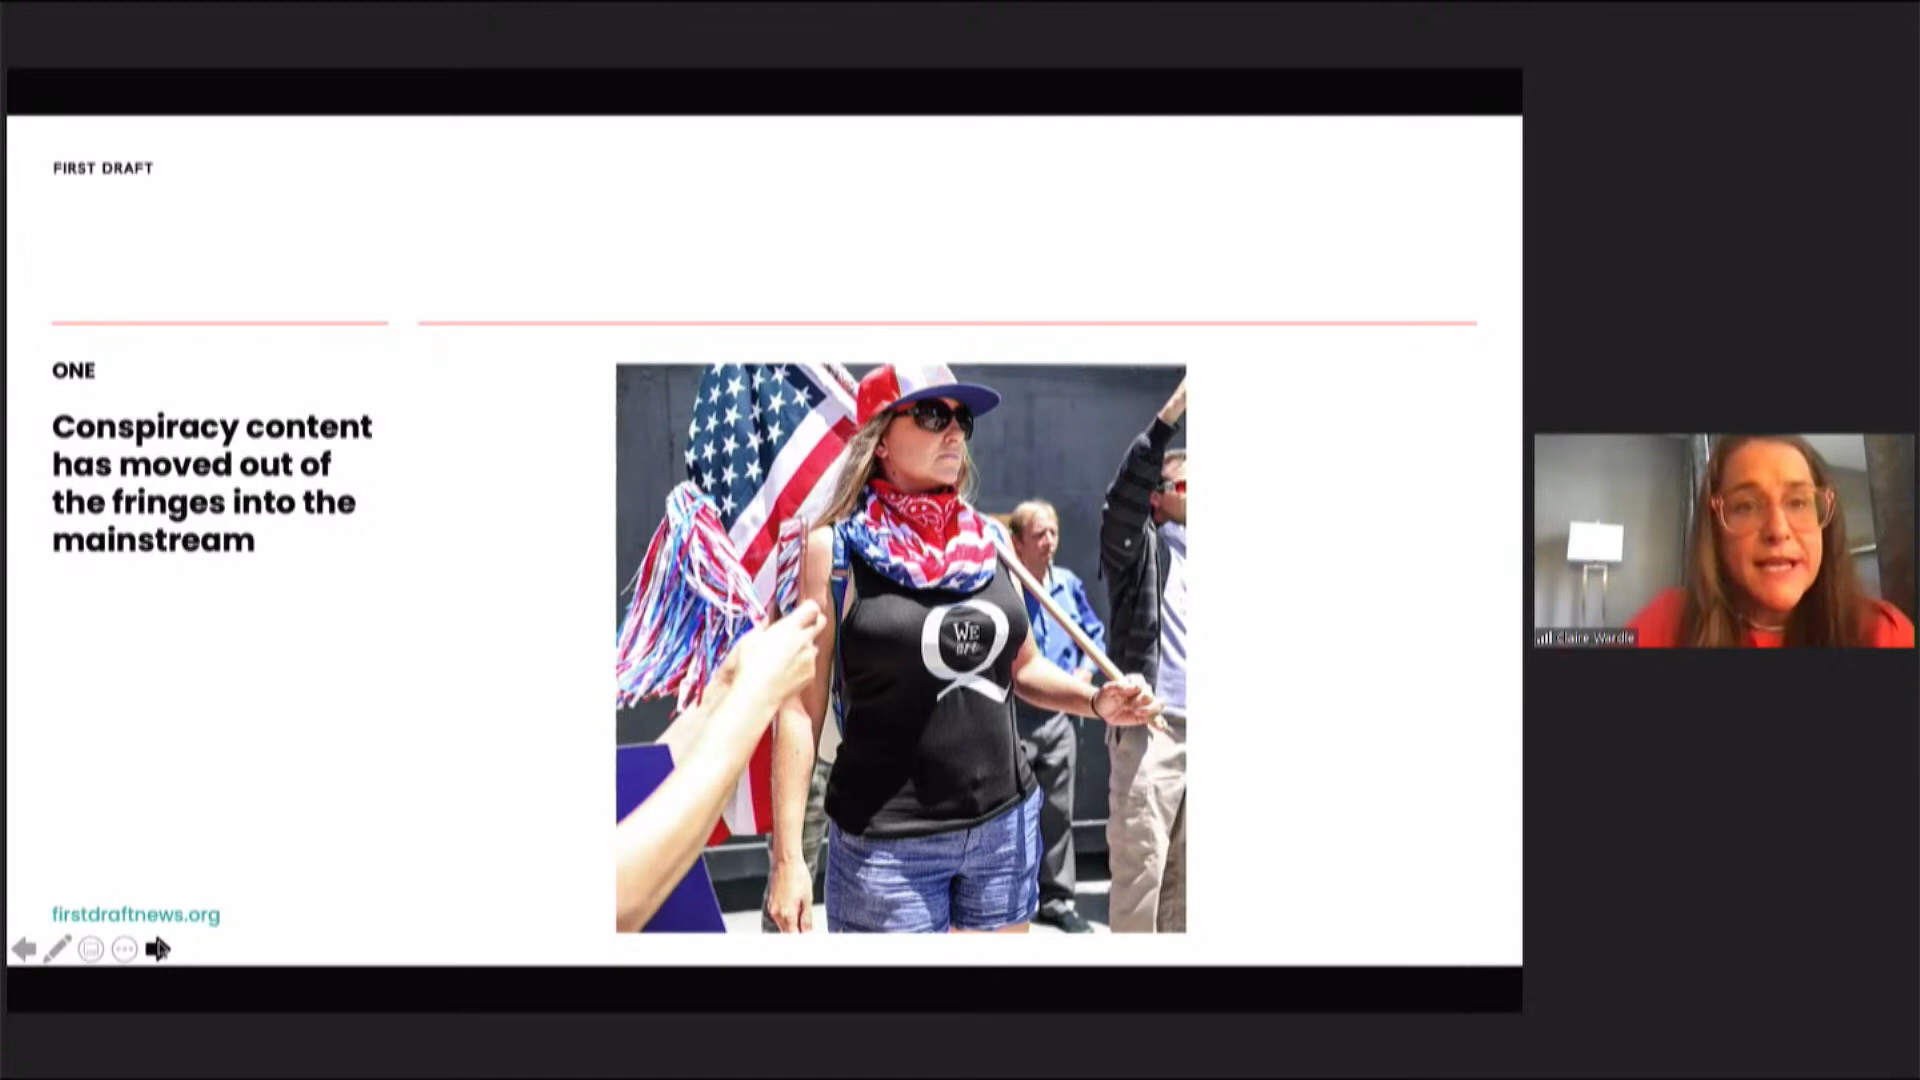 FIRST DRAFT
ONE
Conspiracy content
has moved out of
the fringes into the
mainstream
WE
are
Q
firstdraftnews.org
Claire Wardle